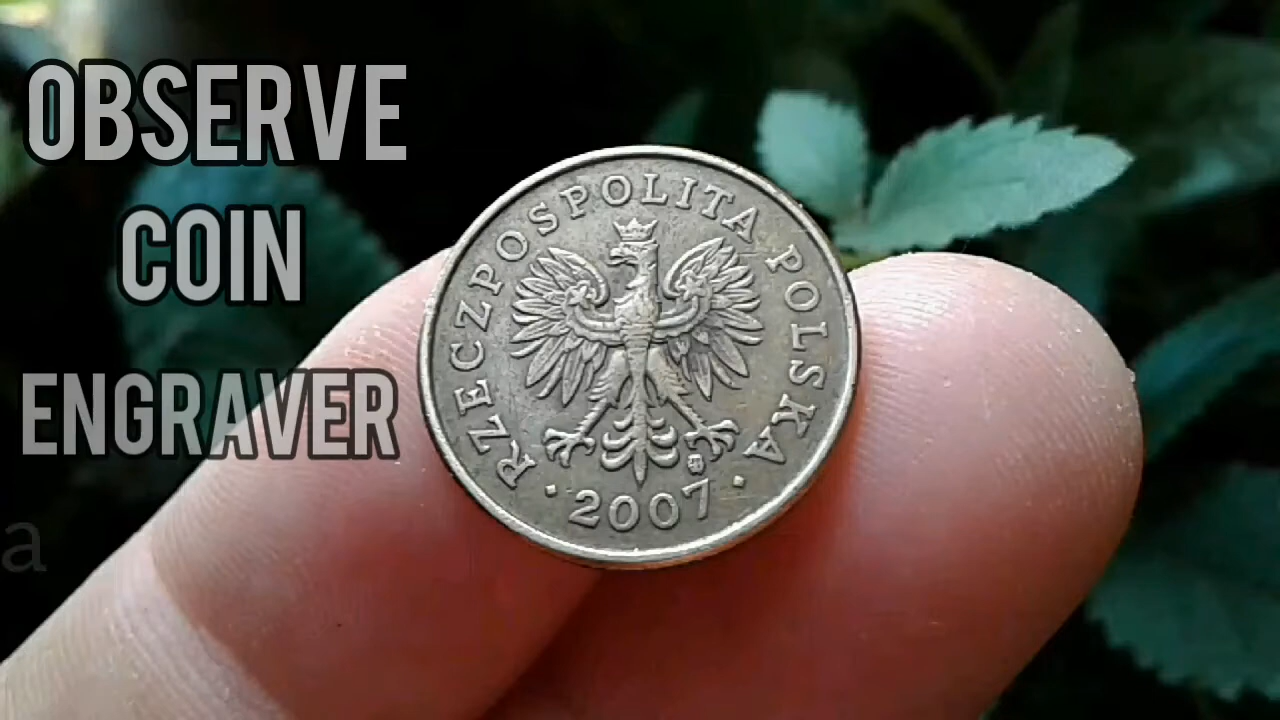 OBSERVE
COIN
ENGRAVER
a
RZECZPOSPOLITA POLSKA
· 2007 ·